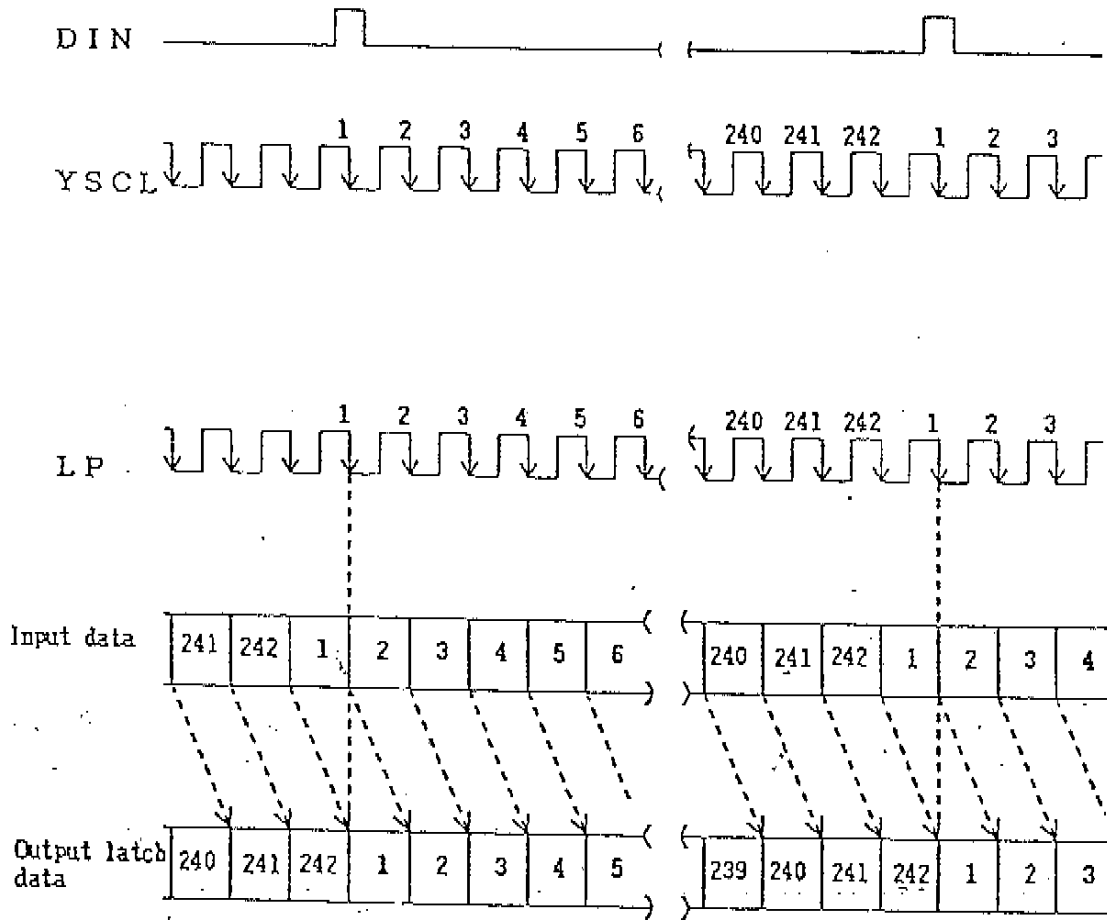 DIN
1 2 3 4 5 6 240 241 242 1 2 3
YSCL
1 2 3 4 5 6 240 241 242 1 2 3
LP
Input data 241 242 1 2 3 4 5 6 240 241 242 1 2 3 4
Output latch data 240 241 242 1 2 3 4 5 239 240 241 242 1 2 3